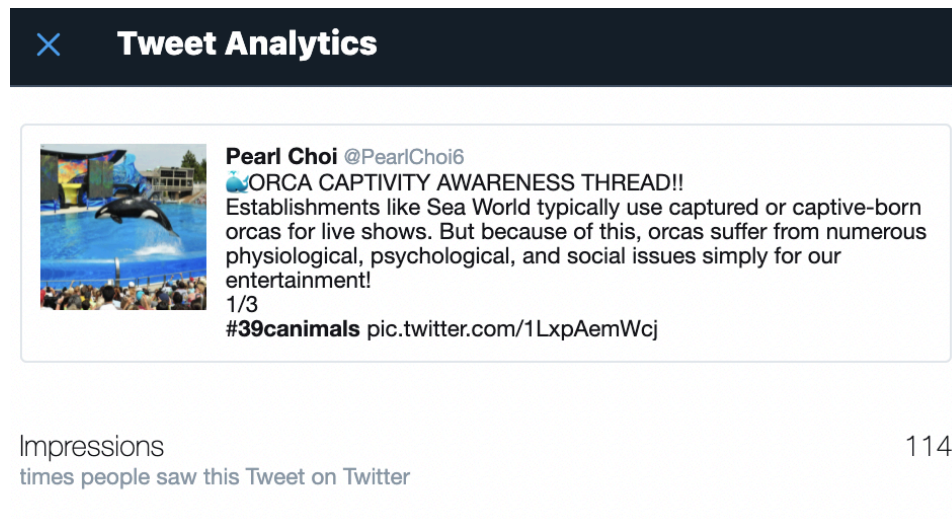 Tweet Analytics
Pearl Choi @PearlChoi6
🐳ORCA CAPTIVITY AWARENESS THREAD!!
Establishments like Sea World typically use captured or captive-born
orcas for live shows. But because of this, orcas suffer from numerous
physiological, psychological, and social issues simply for our
entertainment!
1/3
#39canimals pic.twitter.com/1LxpAemWcj
Impressions 114
times people saw this Tweet on Twitter